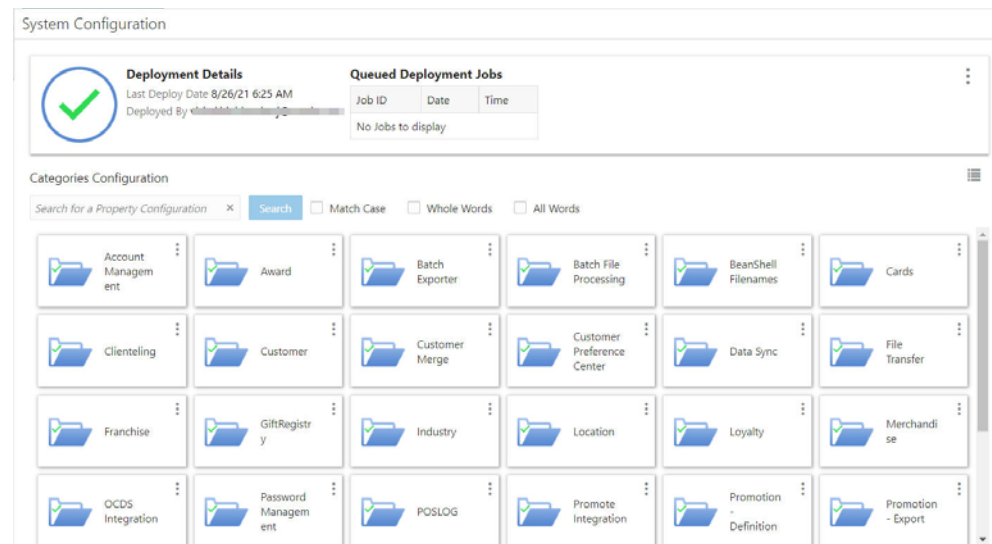 System Configuration
Deployment Details
Last Deploy Date 8/26/21 6:25 AM
Deployed By
Queued Deployment Jobs
Job ID Date Time
No Jobs to display
Categories Configuration
Search for a Property Configuration × Search Match Case Whole Words All Words
Account
Managem
ent
Award
Batch
Exporter
Batch File
Processing
BeanShell
Filenames
Cards
Clienteling
Customer
Customer
Merge
Customer
Preference
Center
Data Sync
File
Transfer
Franchise
GiftRegistr
y
Industry
Location
Loyalty
Merchandi
se
OCDS
Integration
Password
Managem
ent
POSLOG
Promote
Integration
Promotion
-
Definition
Promotion
- Export